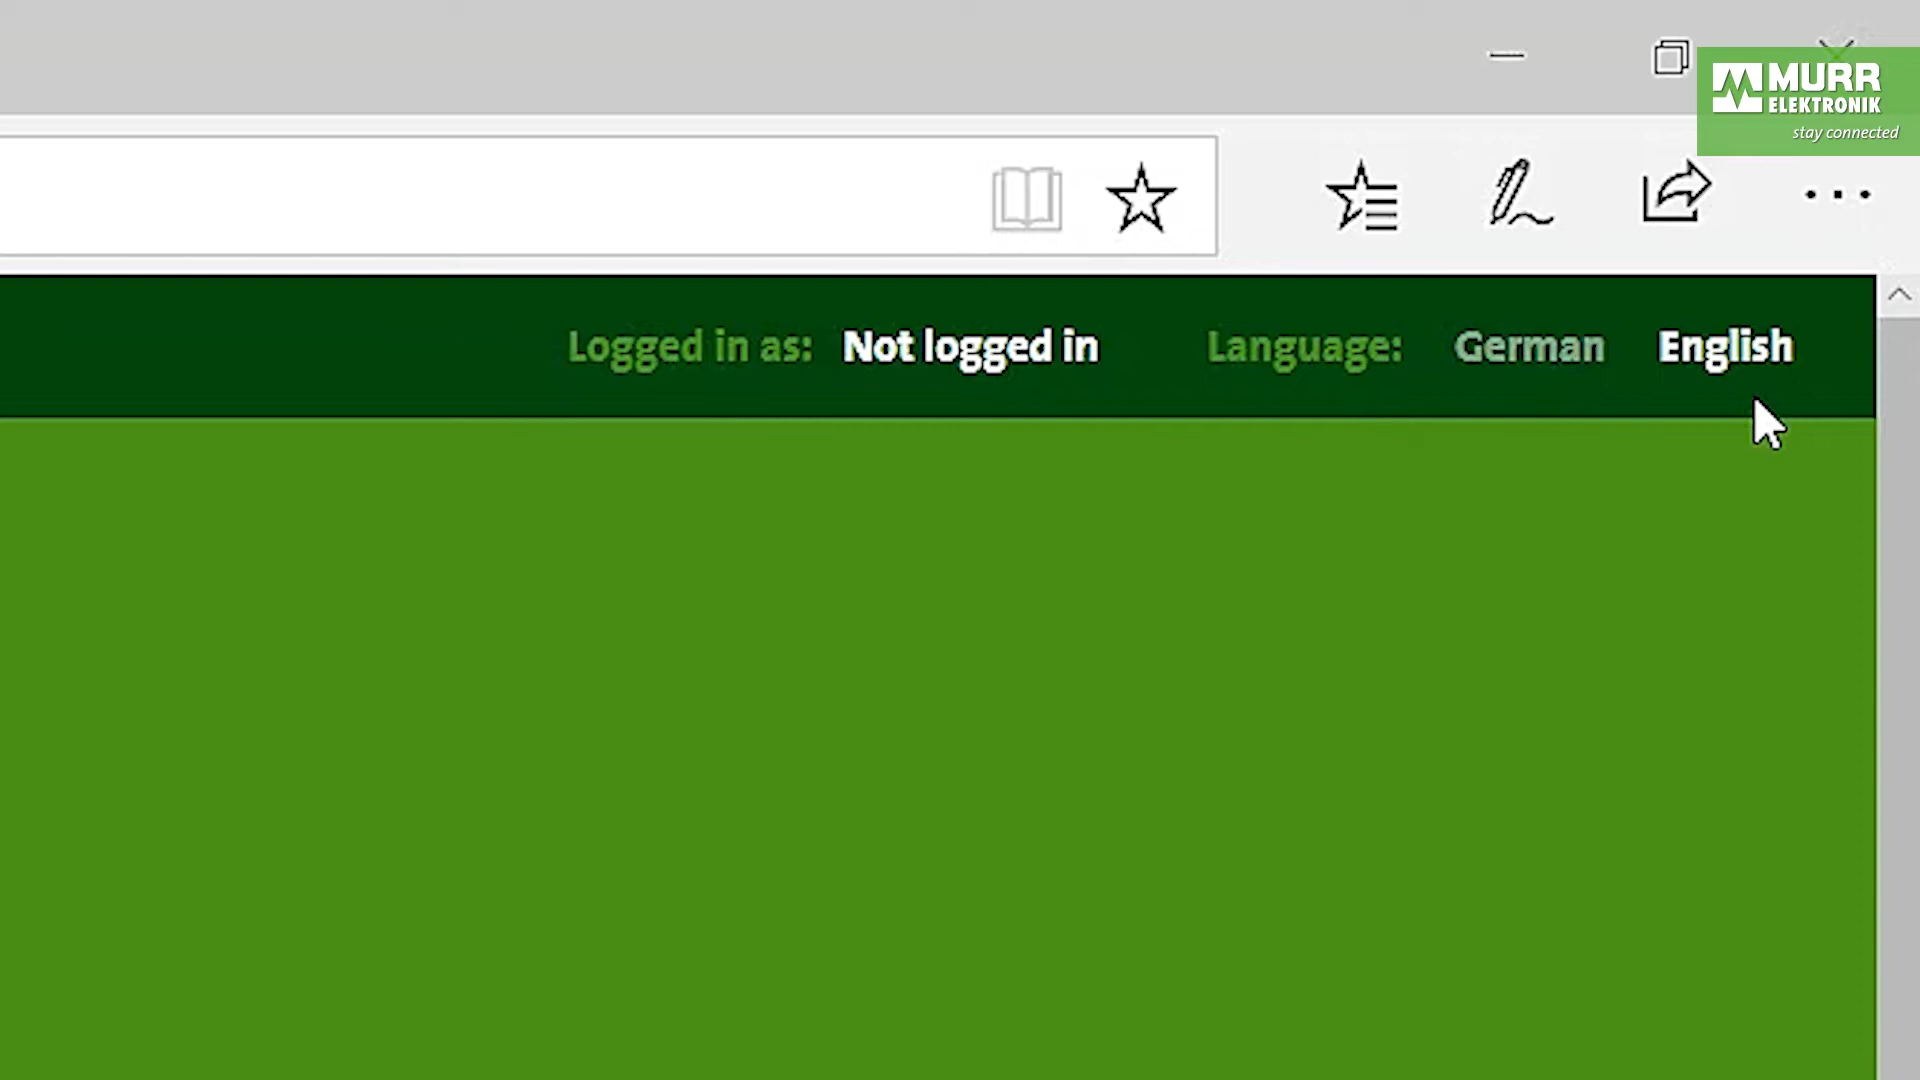 MURR
ELEKTRONIK
stay connected
Logged in as: Not logged in Language: German English